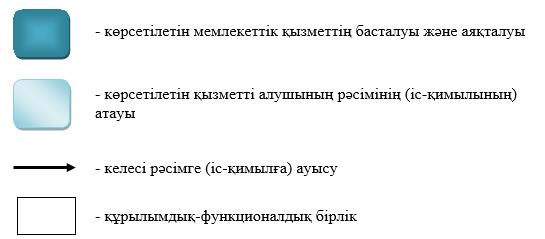 - көрсетілетін мемлекеттік қызметтің басталуы және аяқталуы
- көрсетілетін қызметті алушының рәсімінің (іс-қимылының)
атауы
- келесі рәсімге (іс-қимылға) ауысу
- құрылымдық-функционалдық бірлік